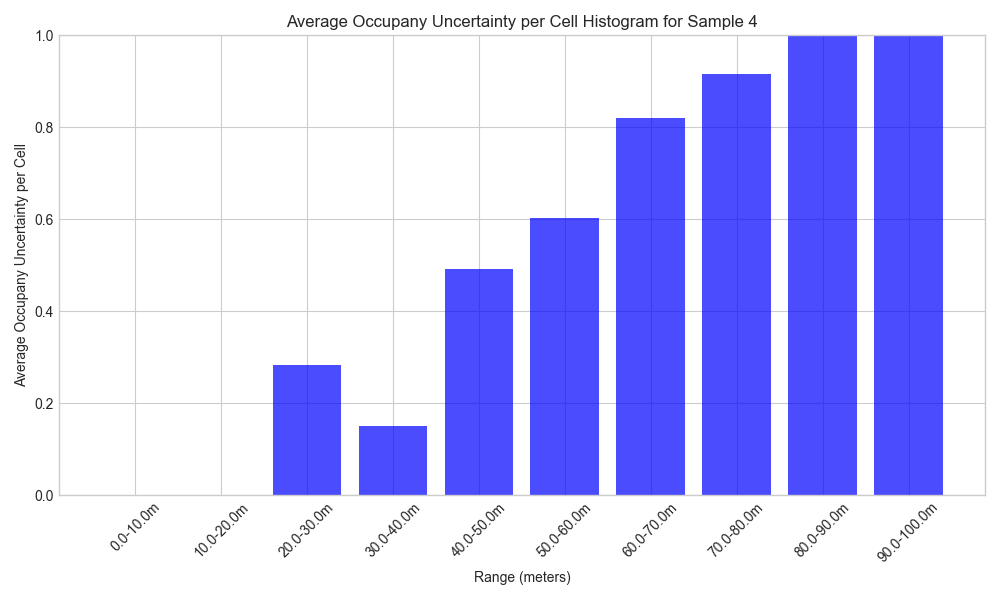 Average Occupany Uncertainty per Cell Histogram for Sample 4
Average Occupany Uncertainty per Cell
1.0
0.8
0.6
0.4
0.2
0.0
0.0-10.0m
10.0-20.0m
20.0-30.0m
30.0-40.0m
40.0-50.0m
50.0-60.0m
60.0-70.0m
70.0-80.0m
80.0-90.0m
90.0-100.0m
Range (meters)